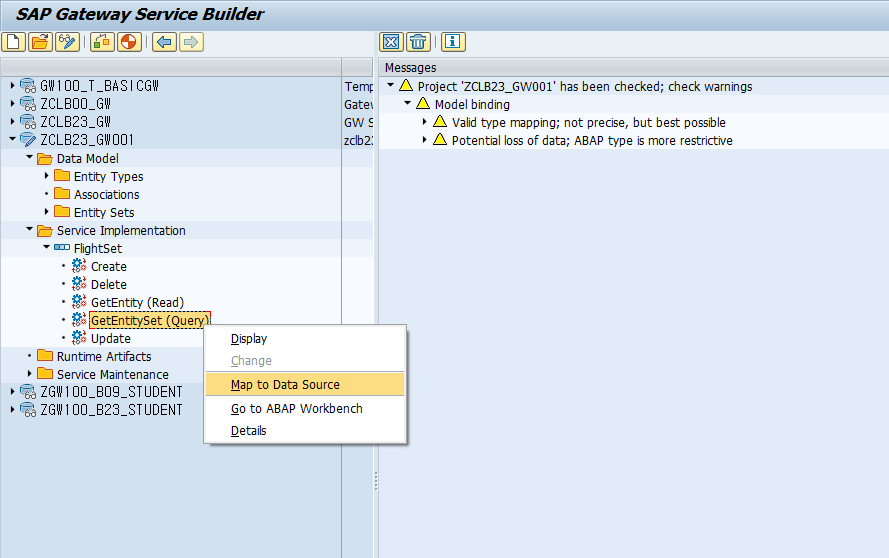 SAP Gateway Service Builder
Messages
GW100_T_BASICGW
Temp
ZCLB00_GW
Gatew
ZCLB23_GW
GW S
ZCLB23_GW001
zclb23
Data Model
Entity Types
Associations
Entity Sets
Service Implementation
FlightSet
Create
Delete
GetEntity (Read)
GetEntitySet (Query)
Update
Runtime Artifacts
Service Maintenance
ZGW100_B09_STUDENT
ZGW100_B23_STUDENT
Display
Change
Map to Data Source
Go to ABAP Workbench
Details
Project 'ZCLB23_GW001' has been checked; check warnings
Model binding
Valid type mapping; not precise, but best possible
Potential loss of data; ABAP type is more restrictive